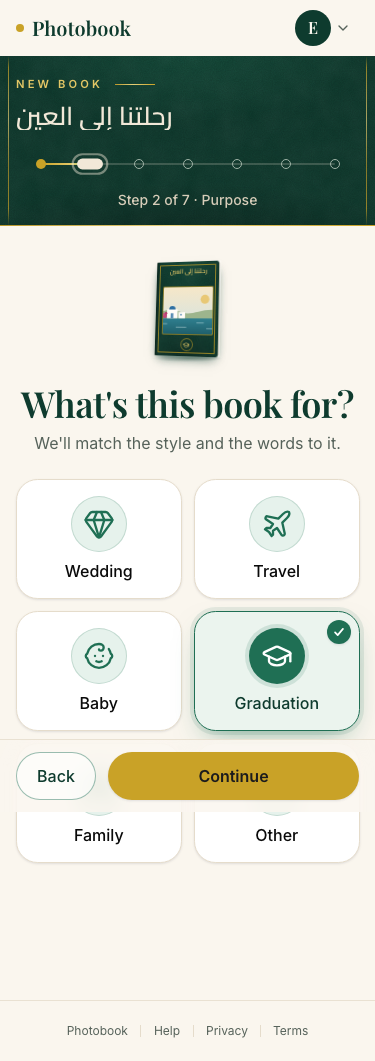 Photobook
E
NEW BOOK
رحلتنا إلى العين
Step 2 of 7 · Purpose
رحلتنا إلى العين
What's this book for?
We'll match the style and the words to it.
Wedding
Travel
Baby
Graduation
Back
Continue
Family
Other
Photobook
Help
Privacy
Terms